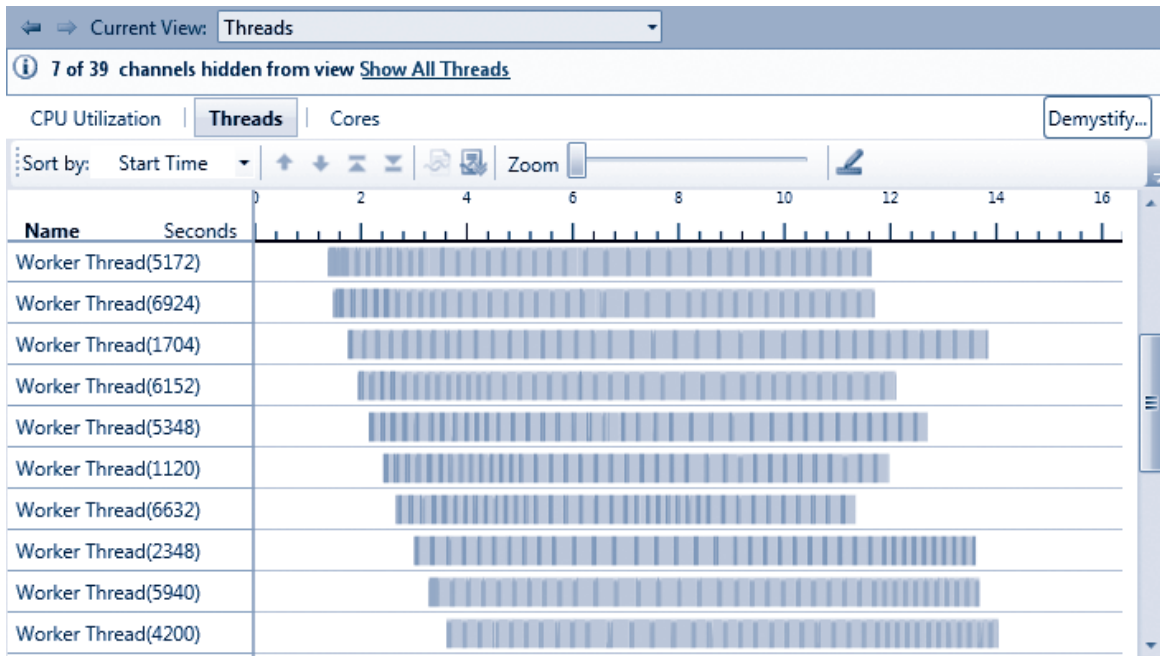 Current View: Threads
7 of 39 channels hidden from view Show All Threads
CPU Utilization Threads Cores Demystify...
Sort by: Start Time Zoom
0 2 4 6 8 10 12 14 16
Name Seconds
Worker Thread(5172)
Worker Thread(6924)
Worker Thread(1704)
Worker Thread(6152)
Worker Thread(5348)
Worker Thread(1120)
Worker Thread(6632)
Worker Thread(2348)
Worker Thread(5940)
Worker Thread(4200)